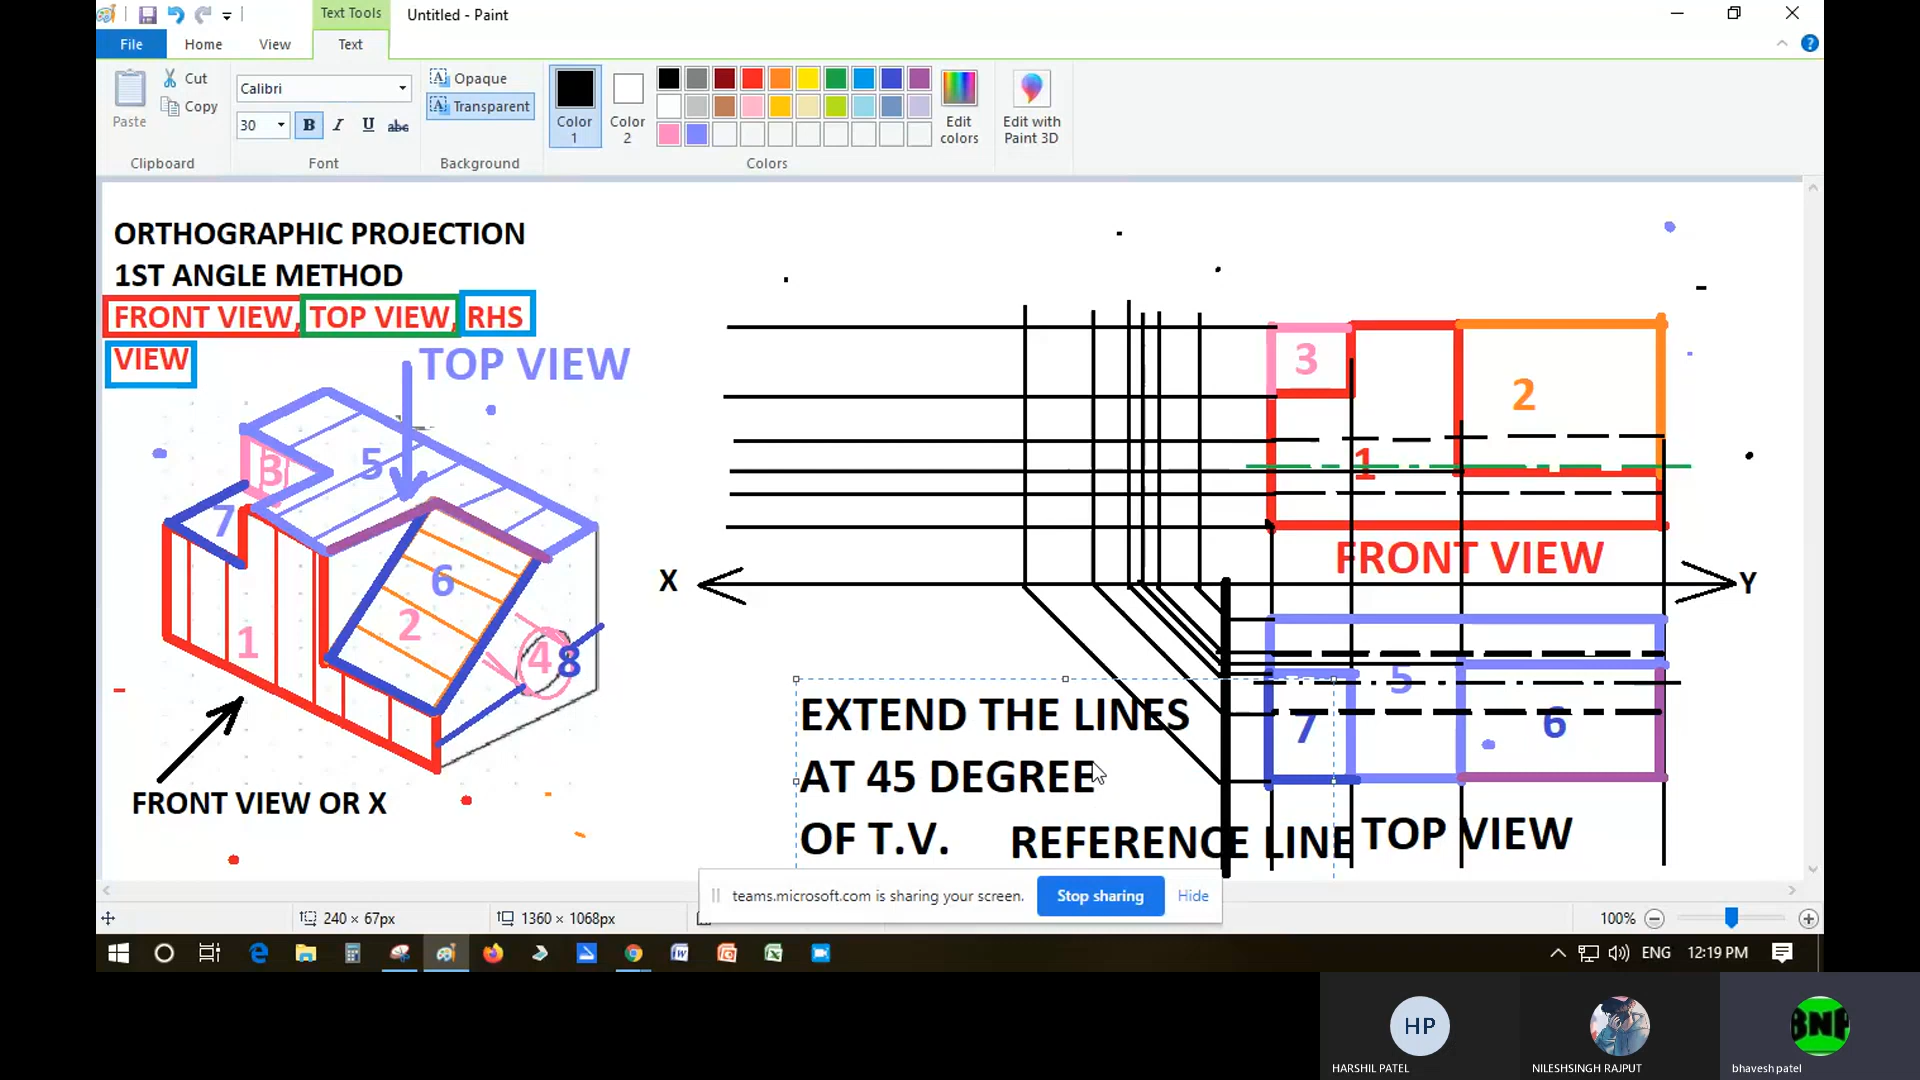 Text Tools
Untitled - Paint
File
Home
View
Text
Paste
Cut
Copy
Clipboard
Calibri
30
B
I
U
abc
Font
A Opaque
A Transparent
Background
Color
1
Color
2
Edit
colors
Edit with
Paint 3D
Colors
ORTHOGRAPHIC PROJECTION
1ST ANGLE METHOD
FRONT VIEW, TOP VIEW, RHS
VIEW
TOP VIEW
3
5
7
6
2
1
4
8
FRONT VIEW OR X
3
2
1
FRONT VIEW
X
Y
5
7
6
EXTEND THE LINES
AT 45 DEGREE
OF T.V.
REFERENCE LINE
TOP VIEW
teams.microsoft.com is sharing your screen.
Stop sharing
Hide
240 × 67px
1360 × 1068px
100%
ENG
12:19 PM
HP
HARSHIL PATEL
NILESHSINGH RAJPUT
BNP
bhavesh patel